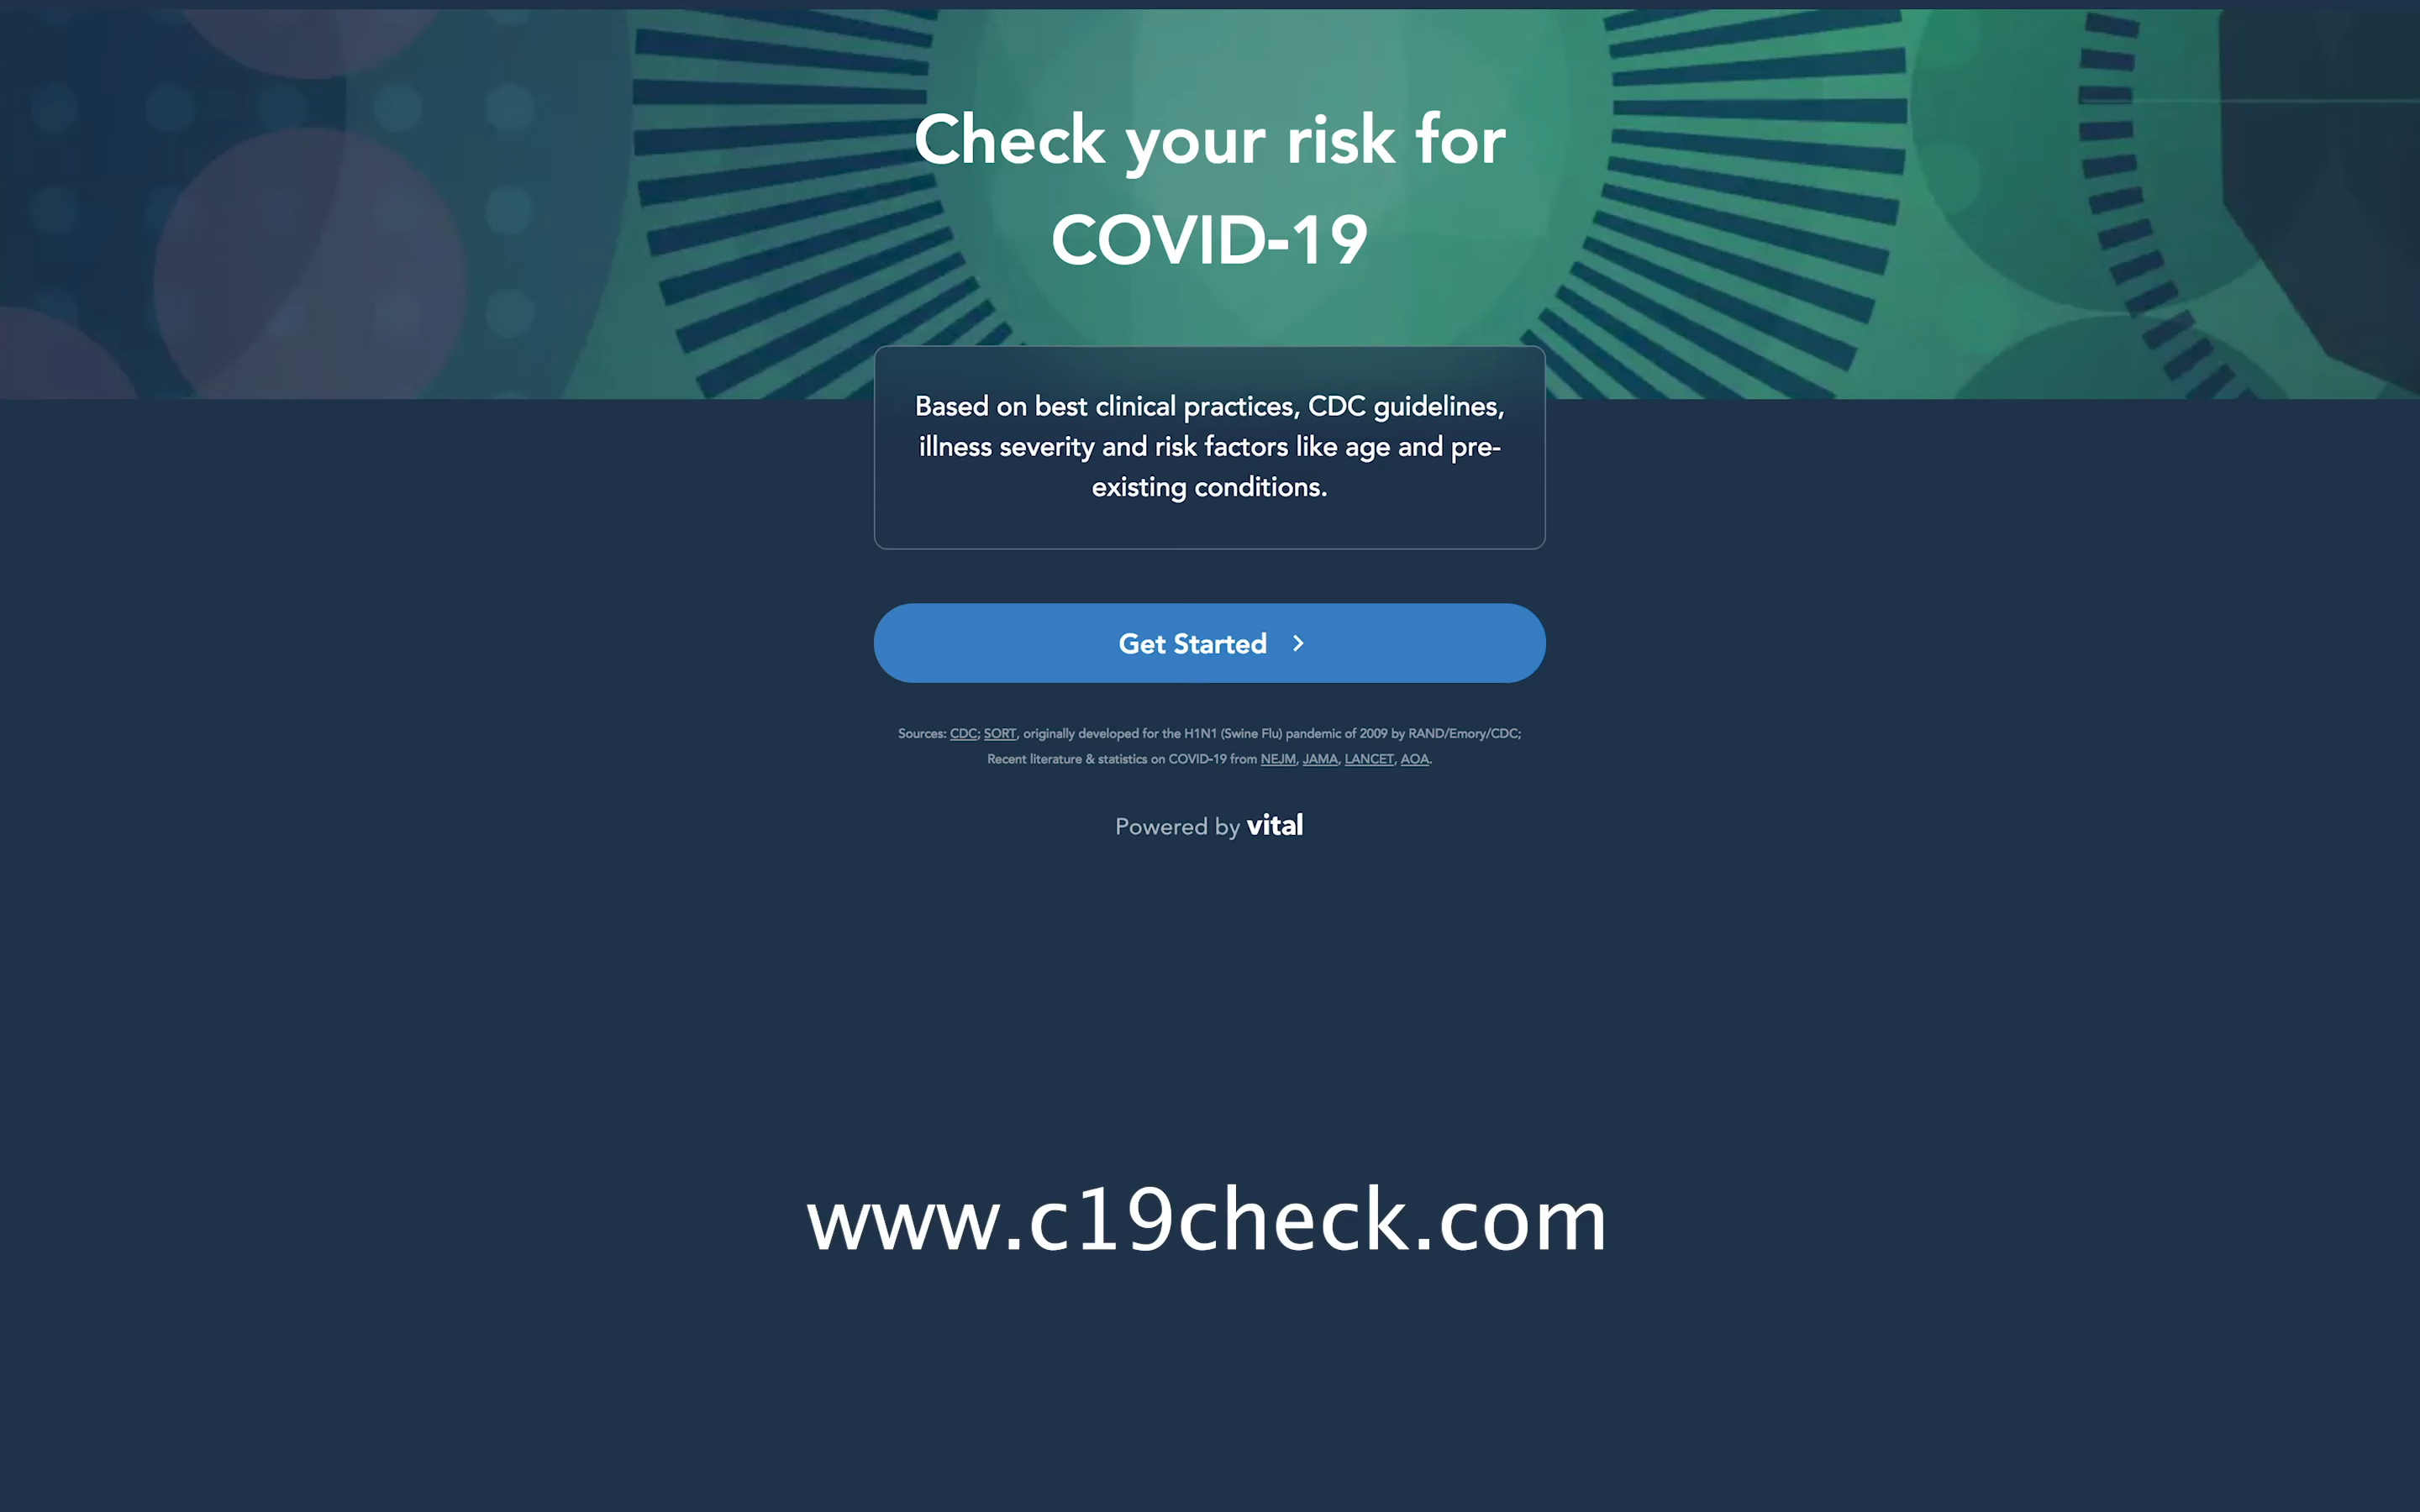 Check your risk for
COVID-19
Based on best clinical practices, CDC guidelines,
illness severity and risk factors like age and pre-
existing conditions.
Get Started
Sources: CDC; SORT, originally developed for the H1N1 (Swine Flu) pandemic of 2009 by RAND/Emory/CDC;
Recent literature & statistics on COVID-19 from NEJM, JAMA, LANCET, AOA.
Powered by vital
www.c19check.com